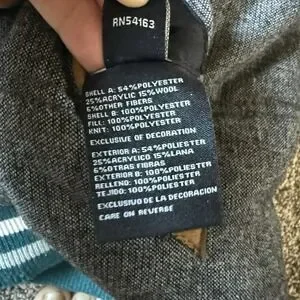 RN54163
SHELL A: 54%POLYESTER
25%ACRYLIC 15%WOOL
6%OTHER FIBERS
SHELL B: 100%POLYESTER
FILL: 100%POLYESTER
KNIT: 100%POLYESTER
EXCLUSIVE OF DECORATION
EXTERIOR A: 54%POLIESTER
25%ACRILICO 15%LANA
6%OTRAS FIBRAS
EXTERIOR B: 100%POLIESTER
RELLENO: 100%POLIESTER
TEJIDO: 100%POLIESTER
EXCLUSIVO DE LA DECORACION
CARE ON REVERSE